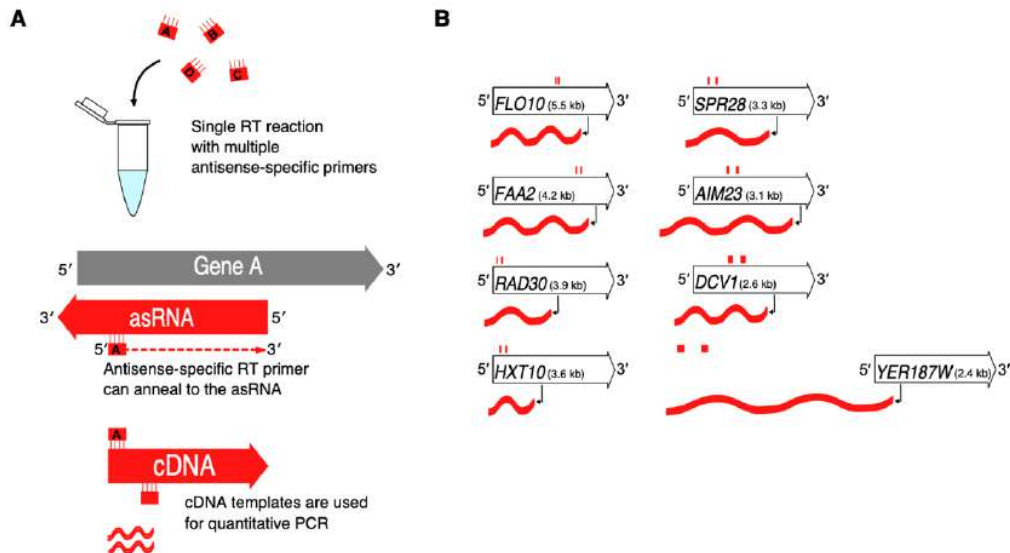 A
B
A
B
D
C
Single RT reaction
with multiple
antisense-specific primers
5′ Gene A 3′
3′ asRNA 5′
5′ A 3′
Antisense-specific RT primer
can anneal to the asRNA
A
cDNA
cDNA templates are used
for quantitative PCR
5′ FLO10 (5.5 kb) 3′
5′ SPR28 (3.3 kb) 3′
5′ FAA2 (4.2 kb) 3′
5′ AIM23 (3.1 kb) 3′
5′ RAD30 (3.9 kb) 3′
5′ DCV1 (2.6 kb) 3′
5′ HXT10 (3.6 kb) 3′
5′ YER187W (2.4 kb) 3′